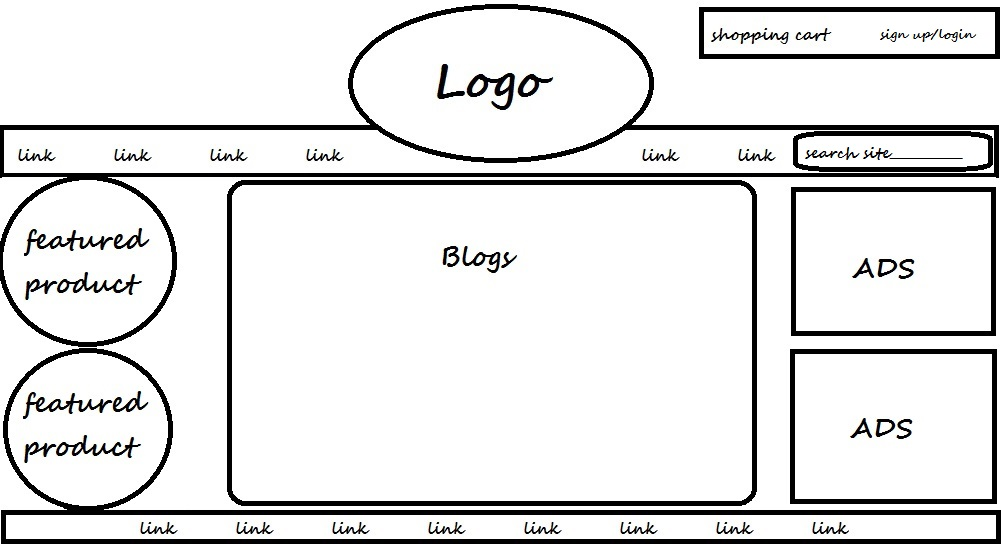 Logo
shopping cart sign up/login
link link link link link link search site
featured
product
Blogs
ADS
featured
product
ADS
link link link link link link link link